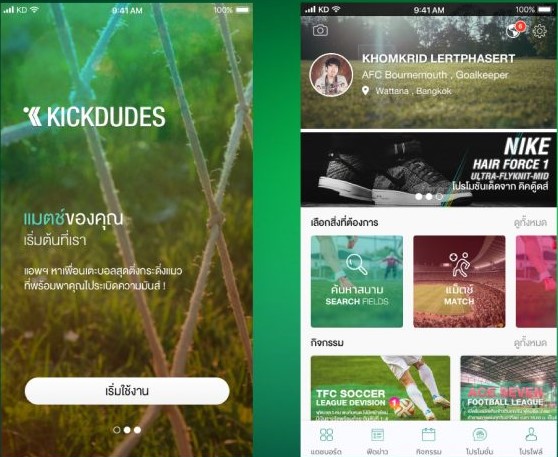 KD
9:41 AM
100%
KICKDUDES
แมตช์ของคุณ
เริ่มต้นที่เรา
แอพฯ หาเพื่อนเตะบอลสุดติ่งกระดิ่งแมว
ที่พร้อมพาคุณไประเบิดความมันส์ !
เริ่มใช้งาน
KD
9:41 AM
100%
6
KHOMKRID LERTPHASERT
AFC Bournemouth , Goalkeeper
Wattana , Bangkok
NIKE
HAIR FORCE 1
ULTRA-FLYKNIT-MID
โปรโมชั่นเด็ดจาก คิคดู๊ดส์
เลือกสิ่งที่ต้องการ
ดูทั้งหมด
ค้นหาสนาม
SEARCH FIELDS
แม็ตช์
MATCH
กิจกรรม
ดูทั้งหมด
TFC SOCCER
LEAGUE DEVISION
1
ACE SEVEN
FOOTBALL LEAGUE
แดชบอร์ด
ฟีดข่าว
กิจกรรม
โปรโมชั่น
โปรไฟล์